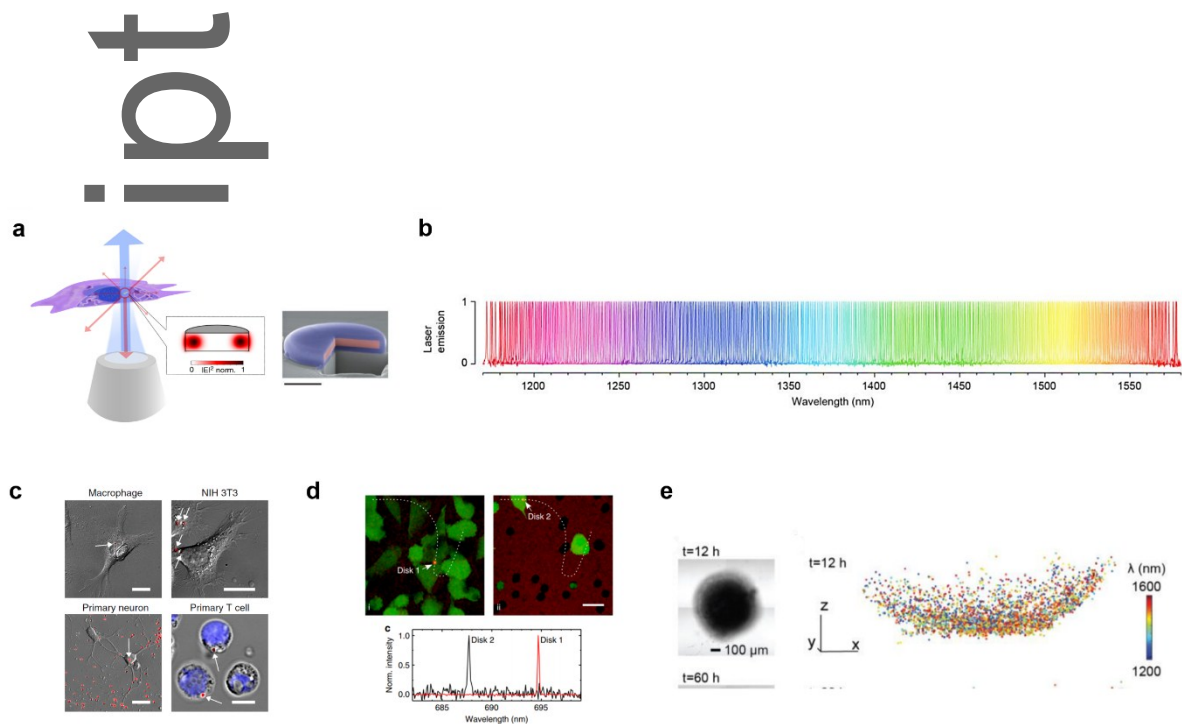 ipt
a
0 |E|² norm. 1
b
Laser
emission
1
0
1200 1250 1300 1350 1400 1450 1500 1550
Wavelength (nm)
c
Macrophage
NIH 3T3
Primary neuron
Primary T cell
d
Disk 1
i
Disk 2
ii
c
Norm. intensity
1.0
0.5
0.0
Disk 2
Disk 1
685 690 695
Wavelength (nm)
e
t=12 h
100 µm
t=60 h
t=12 h
z
y
x
λ (nm)
1600
1200